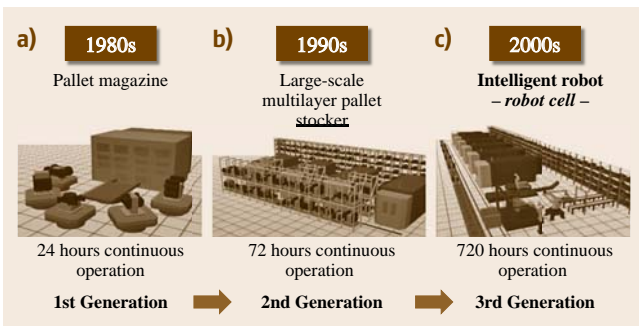 a) 1980s
Pallet magazine
24 hours continuous
operation
1st Generation
b) 1990s
Large-scale
multilayer pallet
stocker
72 hours continuous
operation
2nd Generation
c) 2000s
Intelligent robot
– robot cell –
720 hours continuous
operation
3rd Generation